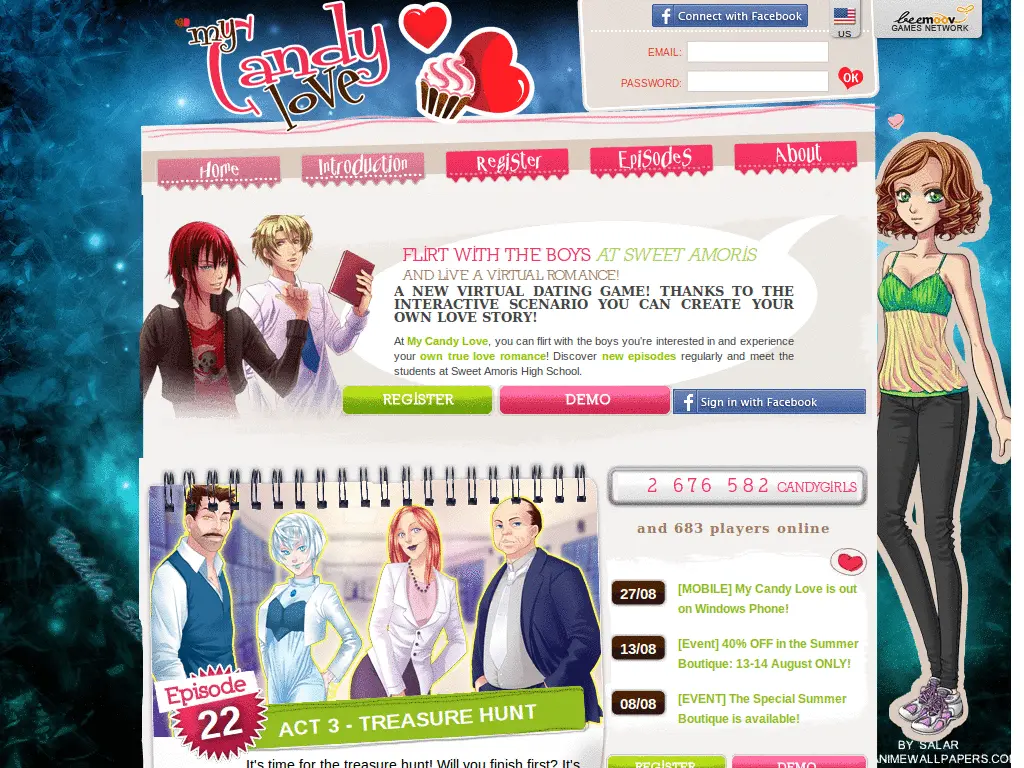 my Candy love
Connect with Facebook
US
beemoov
GAMES NETWORK
EMAIL:
PASSWORD:
OK
Home
Introduction
Register
Episodes
About
FLIRT WITH THE BOYS AT SWEET AMORIS
AND LIVE A VIRTUAL ROMANCE!
A NEW VIRTUAL DATING GAME! THANKS TO THE
INTERACTIVE SCENARIO YOU CAN CREATE YOUR
OWN LOVE STORY!
At My Candy Love, you can flirt with the boys you're interested in and experience
your own true love romance! Discover new episodes regularly and meet the
students at Sweet Amoris High School.
REGISTER
DEMO
Sign in with Facebook
2 676 582 CANDYGIRLS
and 683 players online
27/08
[MOBILE] My Candy Love is out
on Windows Phone!
13/08
[Event] 40% OFF in the Summer
Boutique: 13-14 August ONLY!
08/08
[EVENT] The Special Summer
Boutique is available!
Episode
22
ACT 3 - TREASURE HUNT
It's time for the treasure hunt! Will you finish first? It's
REGISTER
DEMO
BY SALAR
ANIMEWALLPAPERS.CO